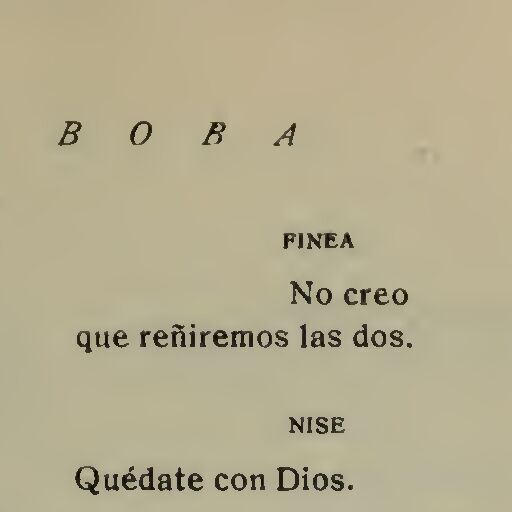 B O B A
FINEA
No creo
que reñiremos las dos.
NISE
Quédate con Dios.